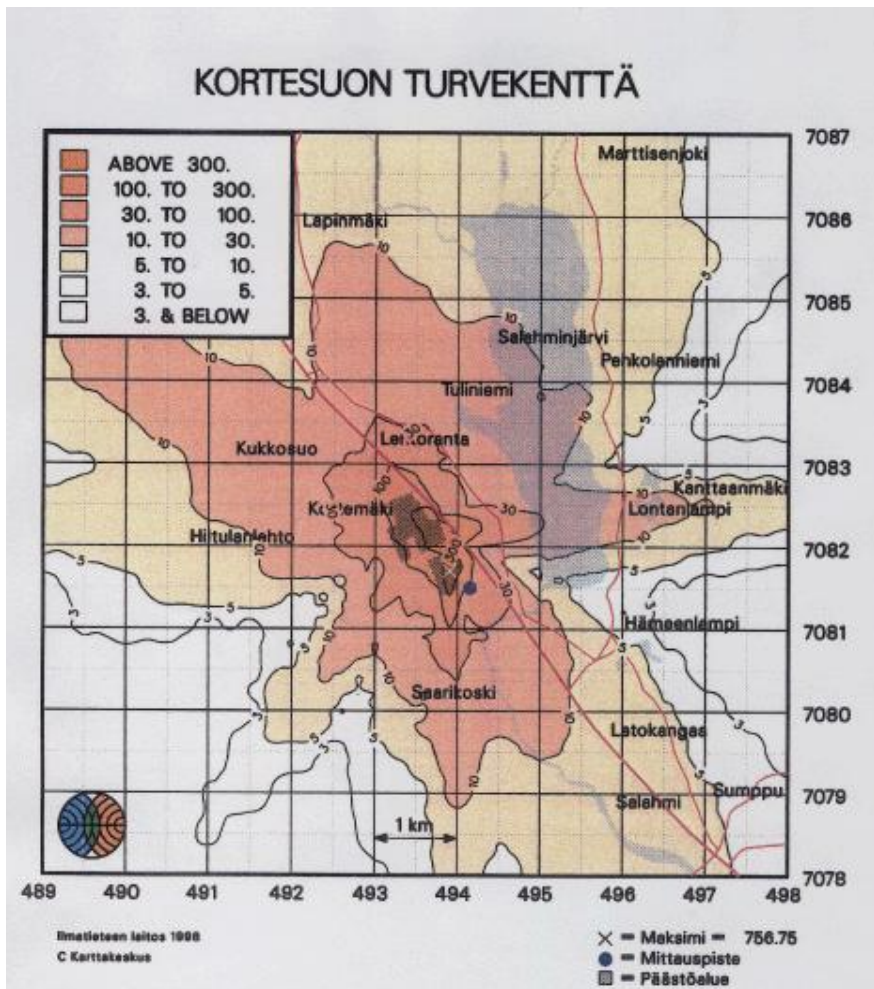 KORTESUON TURVEKENTTÄ
ABOVE 300.
100. TO 300.
30. TO 100.
10. TO 30.
5. TO 10.
3. TO 5.
3. & BELOW
Marttisenjoki
Lapinmäki
Salahminjärvi
Penkolanniemi
Tuliniemi
Kukkosuo
Kanttaanmäki
Lontanlampi
Hiitulanlehto
Hämeenlampi
Saarikoski
Latokangas
Sumppu
Salahmi
1 km
7087
7086
7085
7084
7083
7082
7081
7080
7079
7078
489 490 491 492 493 494 495 496 497 498
Ilmatieteen laitos 1998
C Karttakeskus
× = Maksimi = 756.75
● = Mittauspiste
= Päästöalue